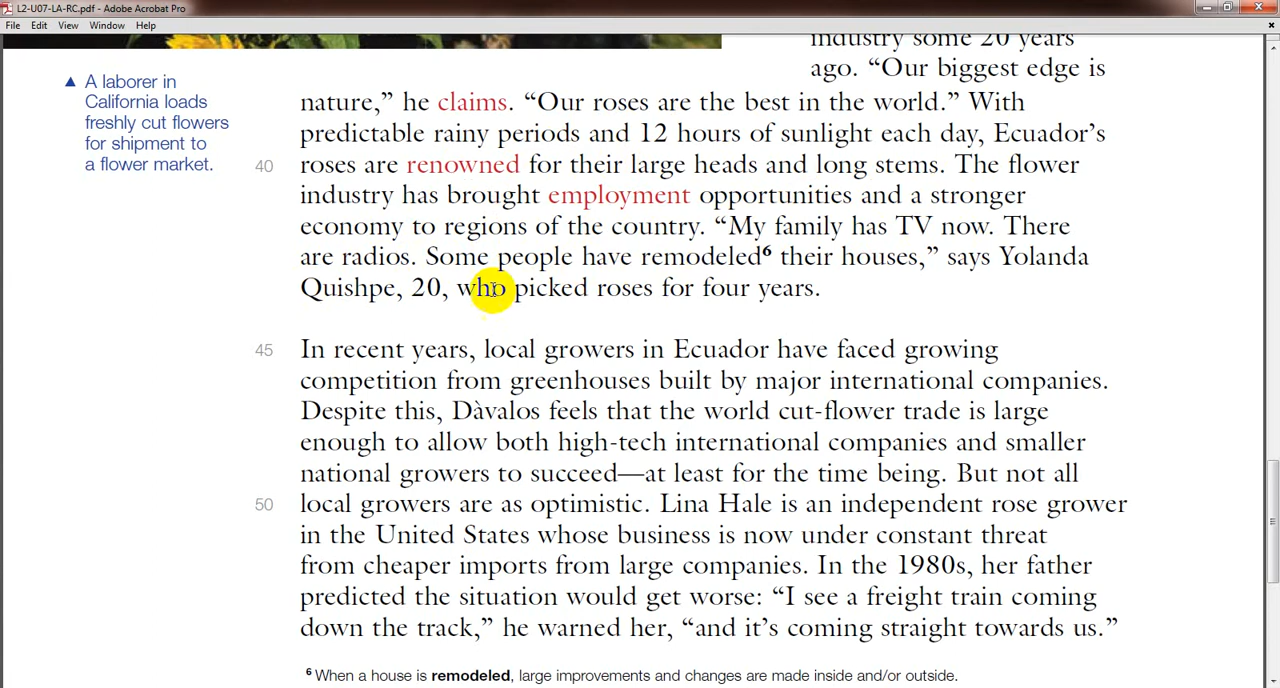 L2-U07-LA-RC.pdf - Adobe Acrobat Pro
File Edit View Window Help
industry some 20 years
ago. “Our biggest edge is
▲ A laborer in
California loads
freshly cut flowers
for shipment to
a flower market.
nature,” he claims. “Our roses are the best in the world.” With
predictable rainy periods and 12 hours of sunlight each day, Ecuador’s
40 roses are renowned for their large heads and long stems. The flower
industry has brought employment opportunities and a stronger
economy to regions of the country. “My family has TV now. There
are radios. Some people have remodeled⁶ their houses,” says Yolanda
Quishpe, 20, who picked roses for four years.
45 In recent years, local growers in Ecuador have faced growing
competition from greenhouses built by major international companies.
Despite this, Dàvalos feels that the world cut-flower trade is large
enough to allow both high-tech international companies and smaller
national growers to succeed—at least for the time being. But not all
50 local growers are as optimistic. Lina Hale is an independent rose grower
in the United States whose business is now under constant threat
from cheaper imports from large companies. In the 1980s, her father
predicted the situation would get worse: “I see a freight train coming
down the track,” he warned her, “and it’s coming straight towards us.”
⁶ When a house is remodeled, large improvements and changes are made inside and/or outside.